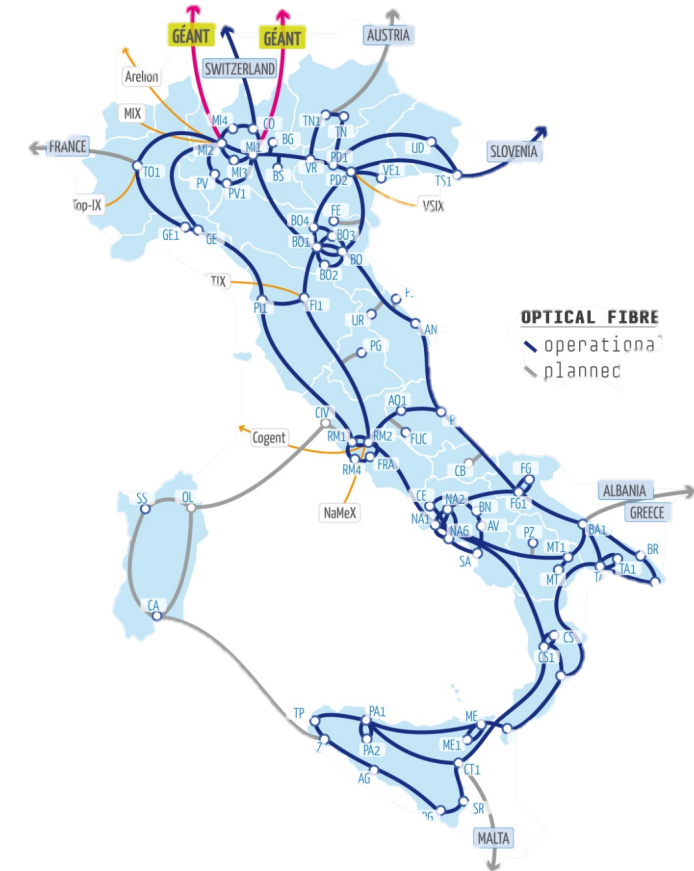 GÉANT
GÉANT
AUSTRIA
SWITZERLAND
Arelion
MIX
MI4
CO
TN1
TN
BG
FRANCE
MI2
MI1
UD
SLOVENIA
TO1
MI3
VR
PD1
PV
BS
PD2
VE1
TS1
PV1
Top-IX
VSIX
FE
GE1
GE
BO4
BO3
BO1
BO
BO2
TIX
PI1
FI1
UR
AN
OPTICAL FIBRE
PG
AQ1
CIV
Cogent
RM1
RM2
FUC
RM4
FRA
CB
FG
NaMeX
SS
OL
CE
NA2
BN
FG1
ALBANIA
GREECE
NA1
AV
BA1
NA6
PZ
MT1
SA
BR
MT
TA1
CA
CS
CS1
TP
PA1
ME
PA2
ME1
CT1
AG
SR
MALTA